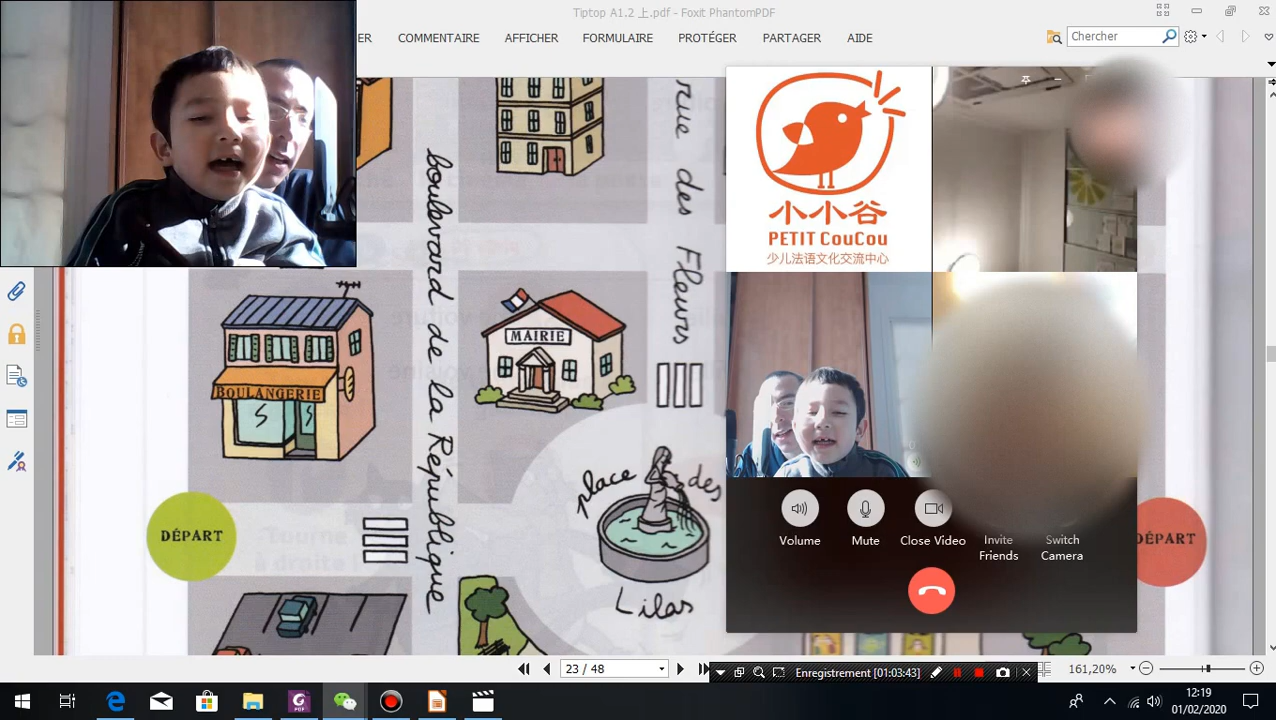 Tiptop A1.2 上.pdf - Foxit PhantomPDF
ER COMMENTAIRE AFFICHER FORMULAIRE PROTÉGER PARTAGER AIDE
Chercher
rue des Fleurs
boulevard de la République
小小谷
PETIT CouCou
少儿法语文化交流中心
MAIRIE
BOULANGERIE
place des Lilas
DÉPART
Tourne
à droite !
DÉPART
Volume
Mute
Close Video
Invite
Friends
Switch
Camera
23 / 48
161,20%
Enregistrement [01:03:43]
12:19
01/02/2020